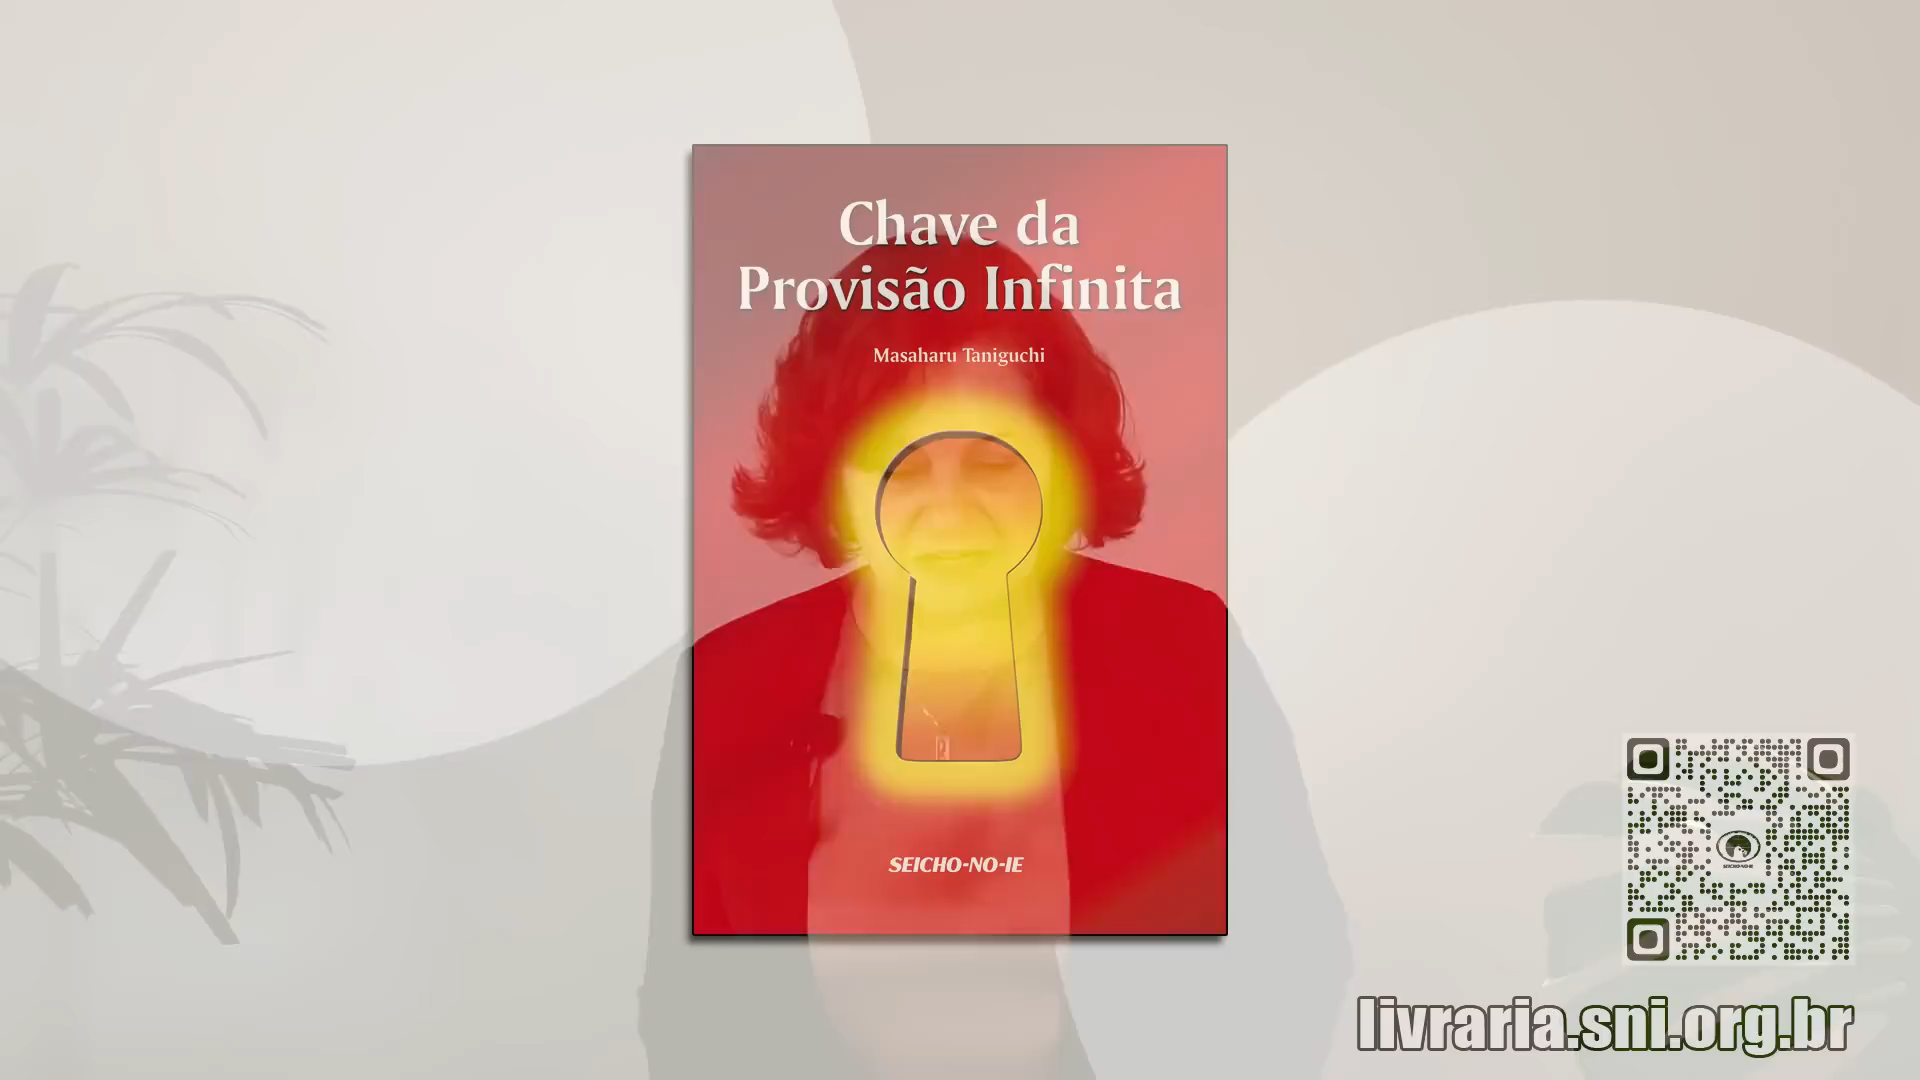 Chave da
Provisão Infinita
Masaharu Taniguchi
SEICHO-NO-IE
livraria.sni.org.br